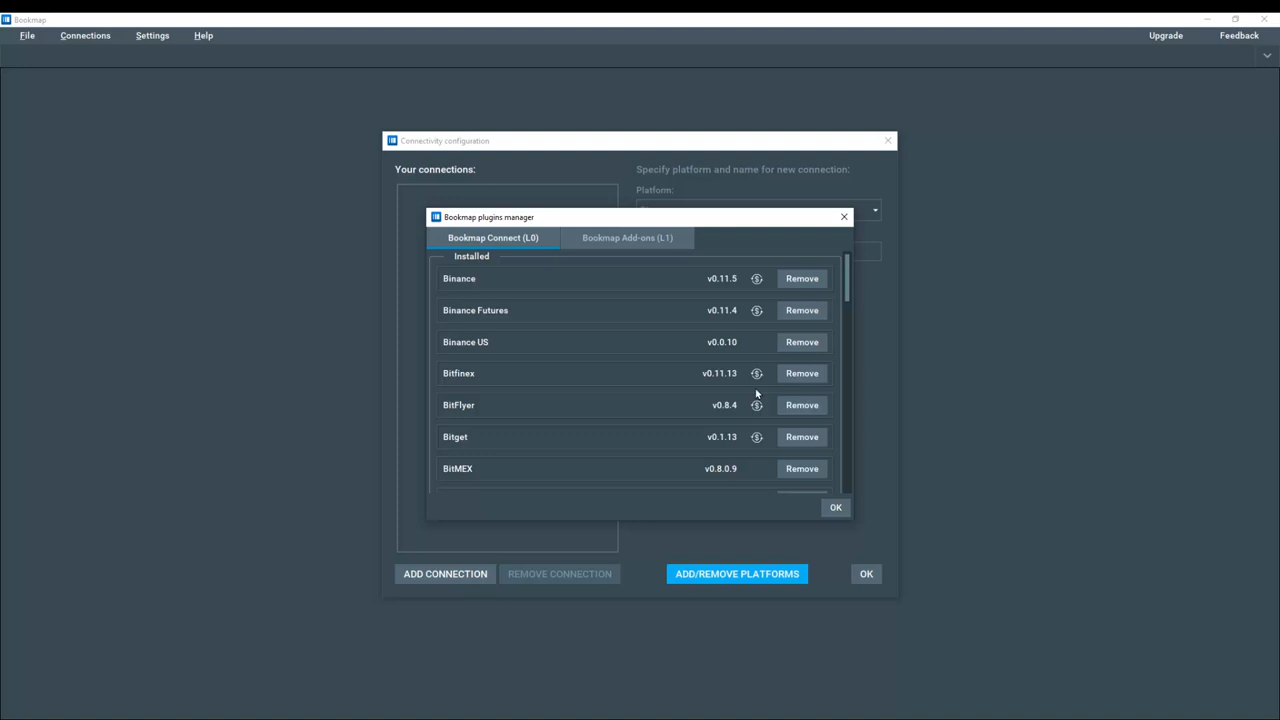 Bookmap
File Connections Settings Help Upgrade Feedback
Connectivity configuration
Your connections: Specify platform and name for new connection:
Platform:
Bookmap plugins manager
Bookmap Connect (L0) Bookmap Add-ons (L1)
Installed
Binance v0.11.5 Remove
Binance Futures v0.11.4 Remove
Binance US v0.0.10 Remove
Bitfinex v0.11.13 Remove
BitFlyer v0.8.4 Remove
Bitget v0.1.13 Remove
BitMEX v0.8.0.9 Remove
OK
ADD CONNECTION REMOVE CONNECTION ADD/REMOVE PLATFORMS OK